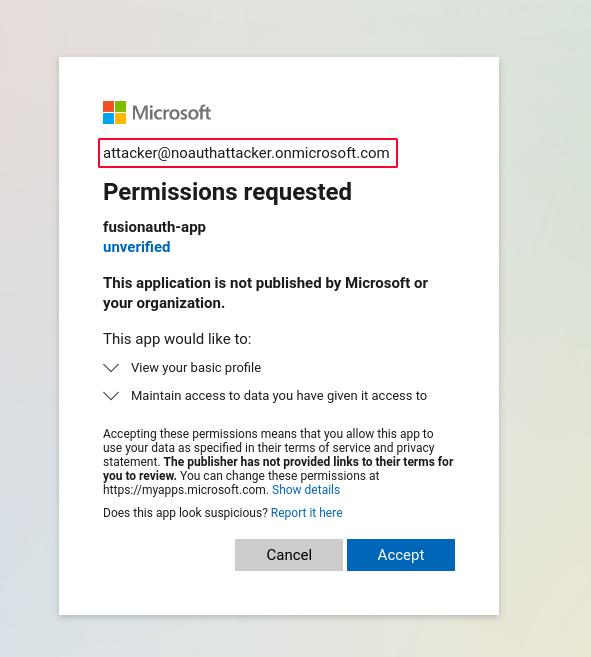 Microsoft
attacker@noauthattacker.onmicrosoft.com
Permissions requested
fusionauth-app
unverified
This application is not published by Microsoft or
your organization.
This app would like to:
View your basic profile
Maintain access to data you have given it access to
Accepting these permissions means that you allow this app to
use your data as specified in their terms of service and privacy
statement. The publisher has not provided links to their terms for
you to review. You can change these permissions at
https://myapps.microsoft.com. Show details
Does this app look suspicious? Report it here
Cancel Accept